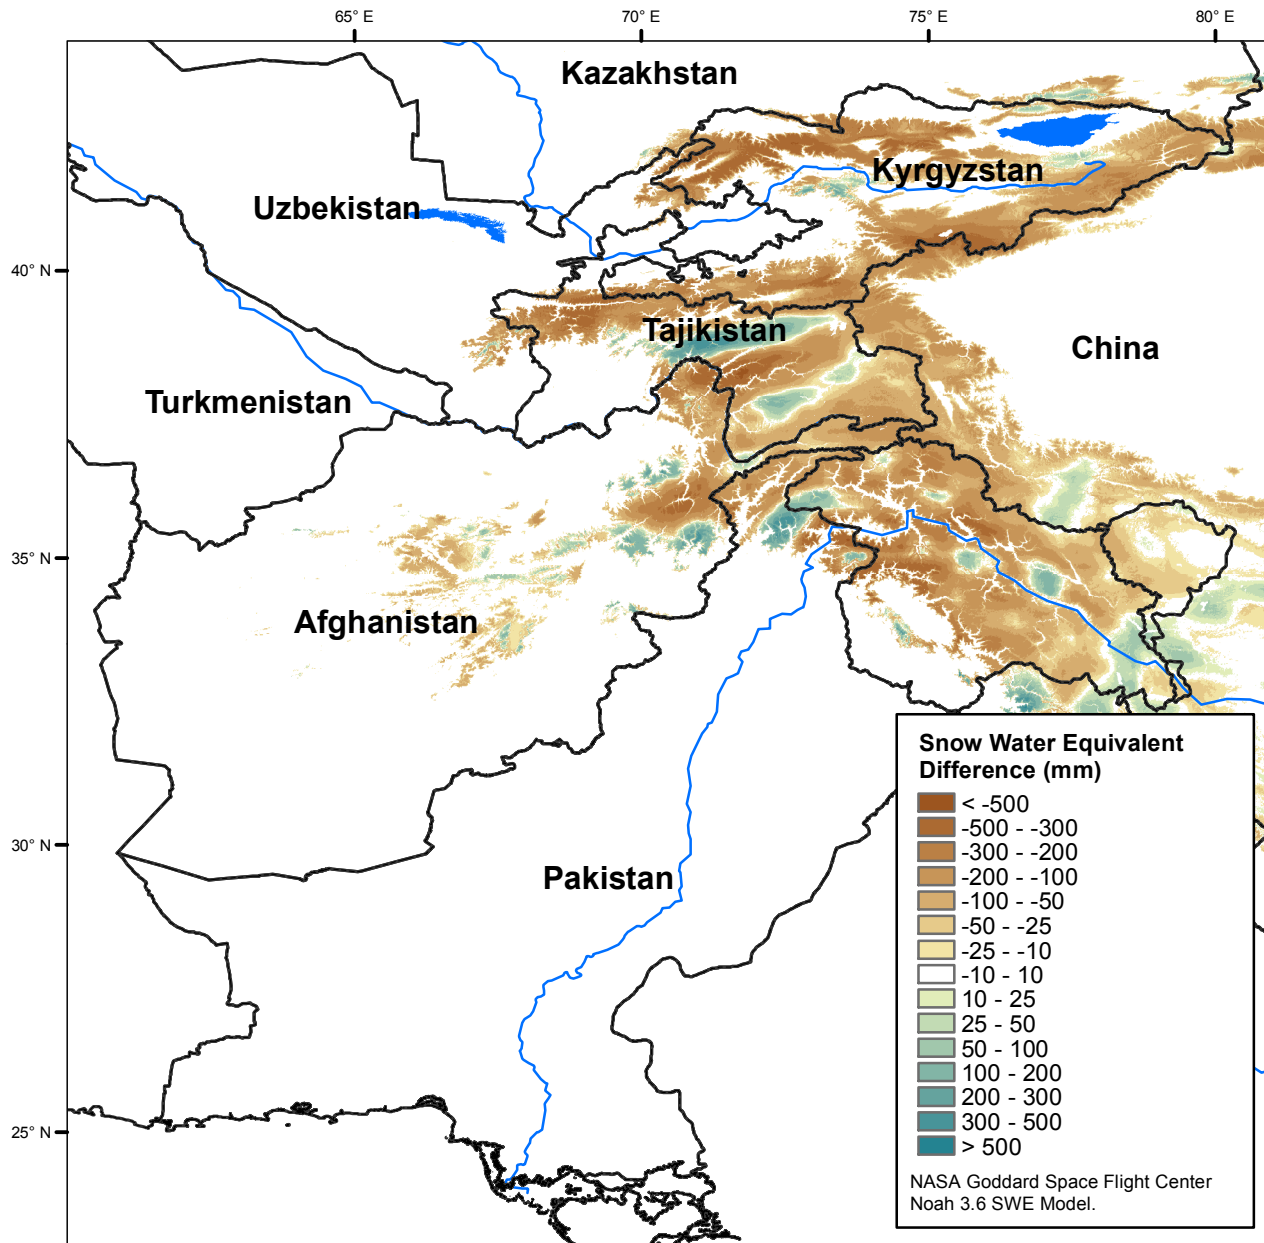 65° E
70° E
75° E
80° E
Kazakhstan
Kyrgyzstan
Uzbekistan
40° N
Tajikistan
China
Turkmenistan
35° N
Afghanistan
Snow Water Equivalent
Difference (mm)
< -500
-500 - -300
-300 - -200
-200 - -100
-100 - -50
-50 - -25
-25 - -10
-10 - 10
10 - 25
25 - 50
50 - 100
100 - 200
200 - 300
300 - 500
> 500
NASA Goddard Space Flight Center
Noah 3.6 SWE Model.
30° N
Pakistan
25° N